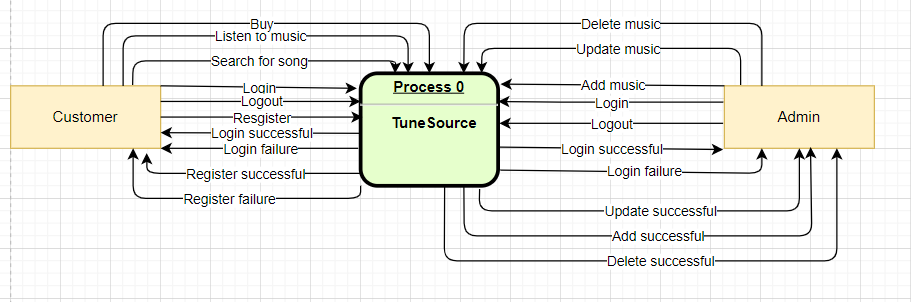 Buy
Listen to music
Search for song
Login
Logout
Resgister
Login successful
Login failure
Register successful
Register failure
Customer
Process 0
TuneSource
Delete music
Update music
Add music
Login
Logout
Login successful
Login failure
Update successful
Add successful
Delete successful
Admin